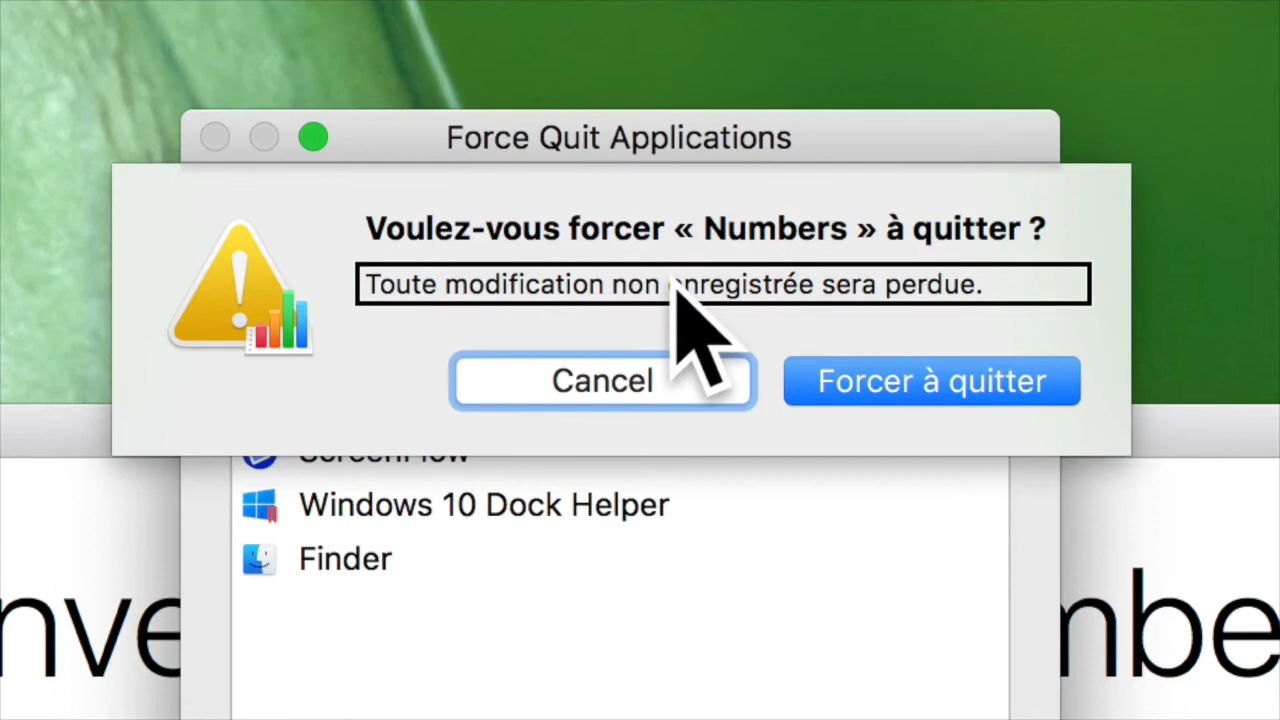 Force Quit Applications
Voulez-vous forcer « Numbers » à quitter ?
Toute modification non enregistrée sera perdue.
Cancel
Forcer à quitter
ScreenFlow
Windows 10 Dock Helper
Finder